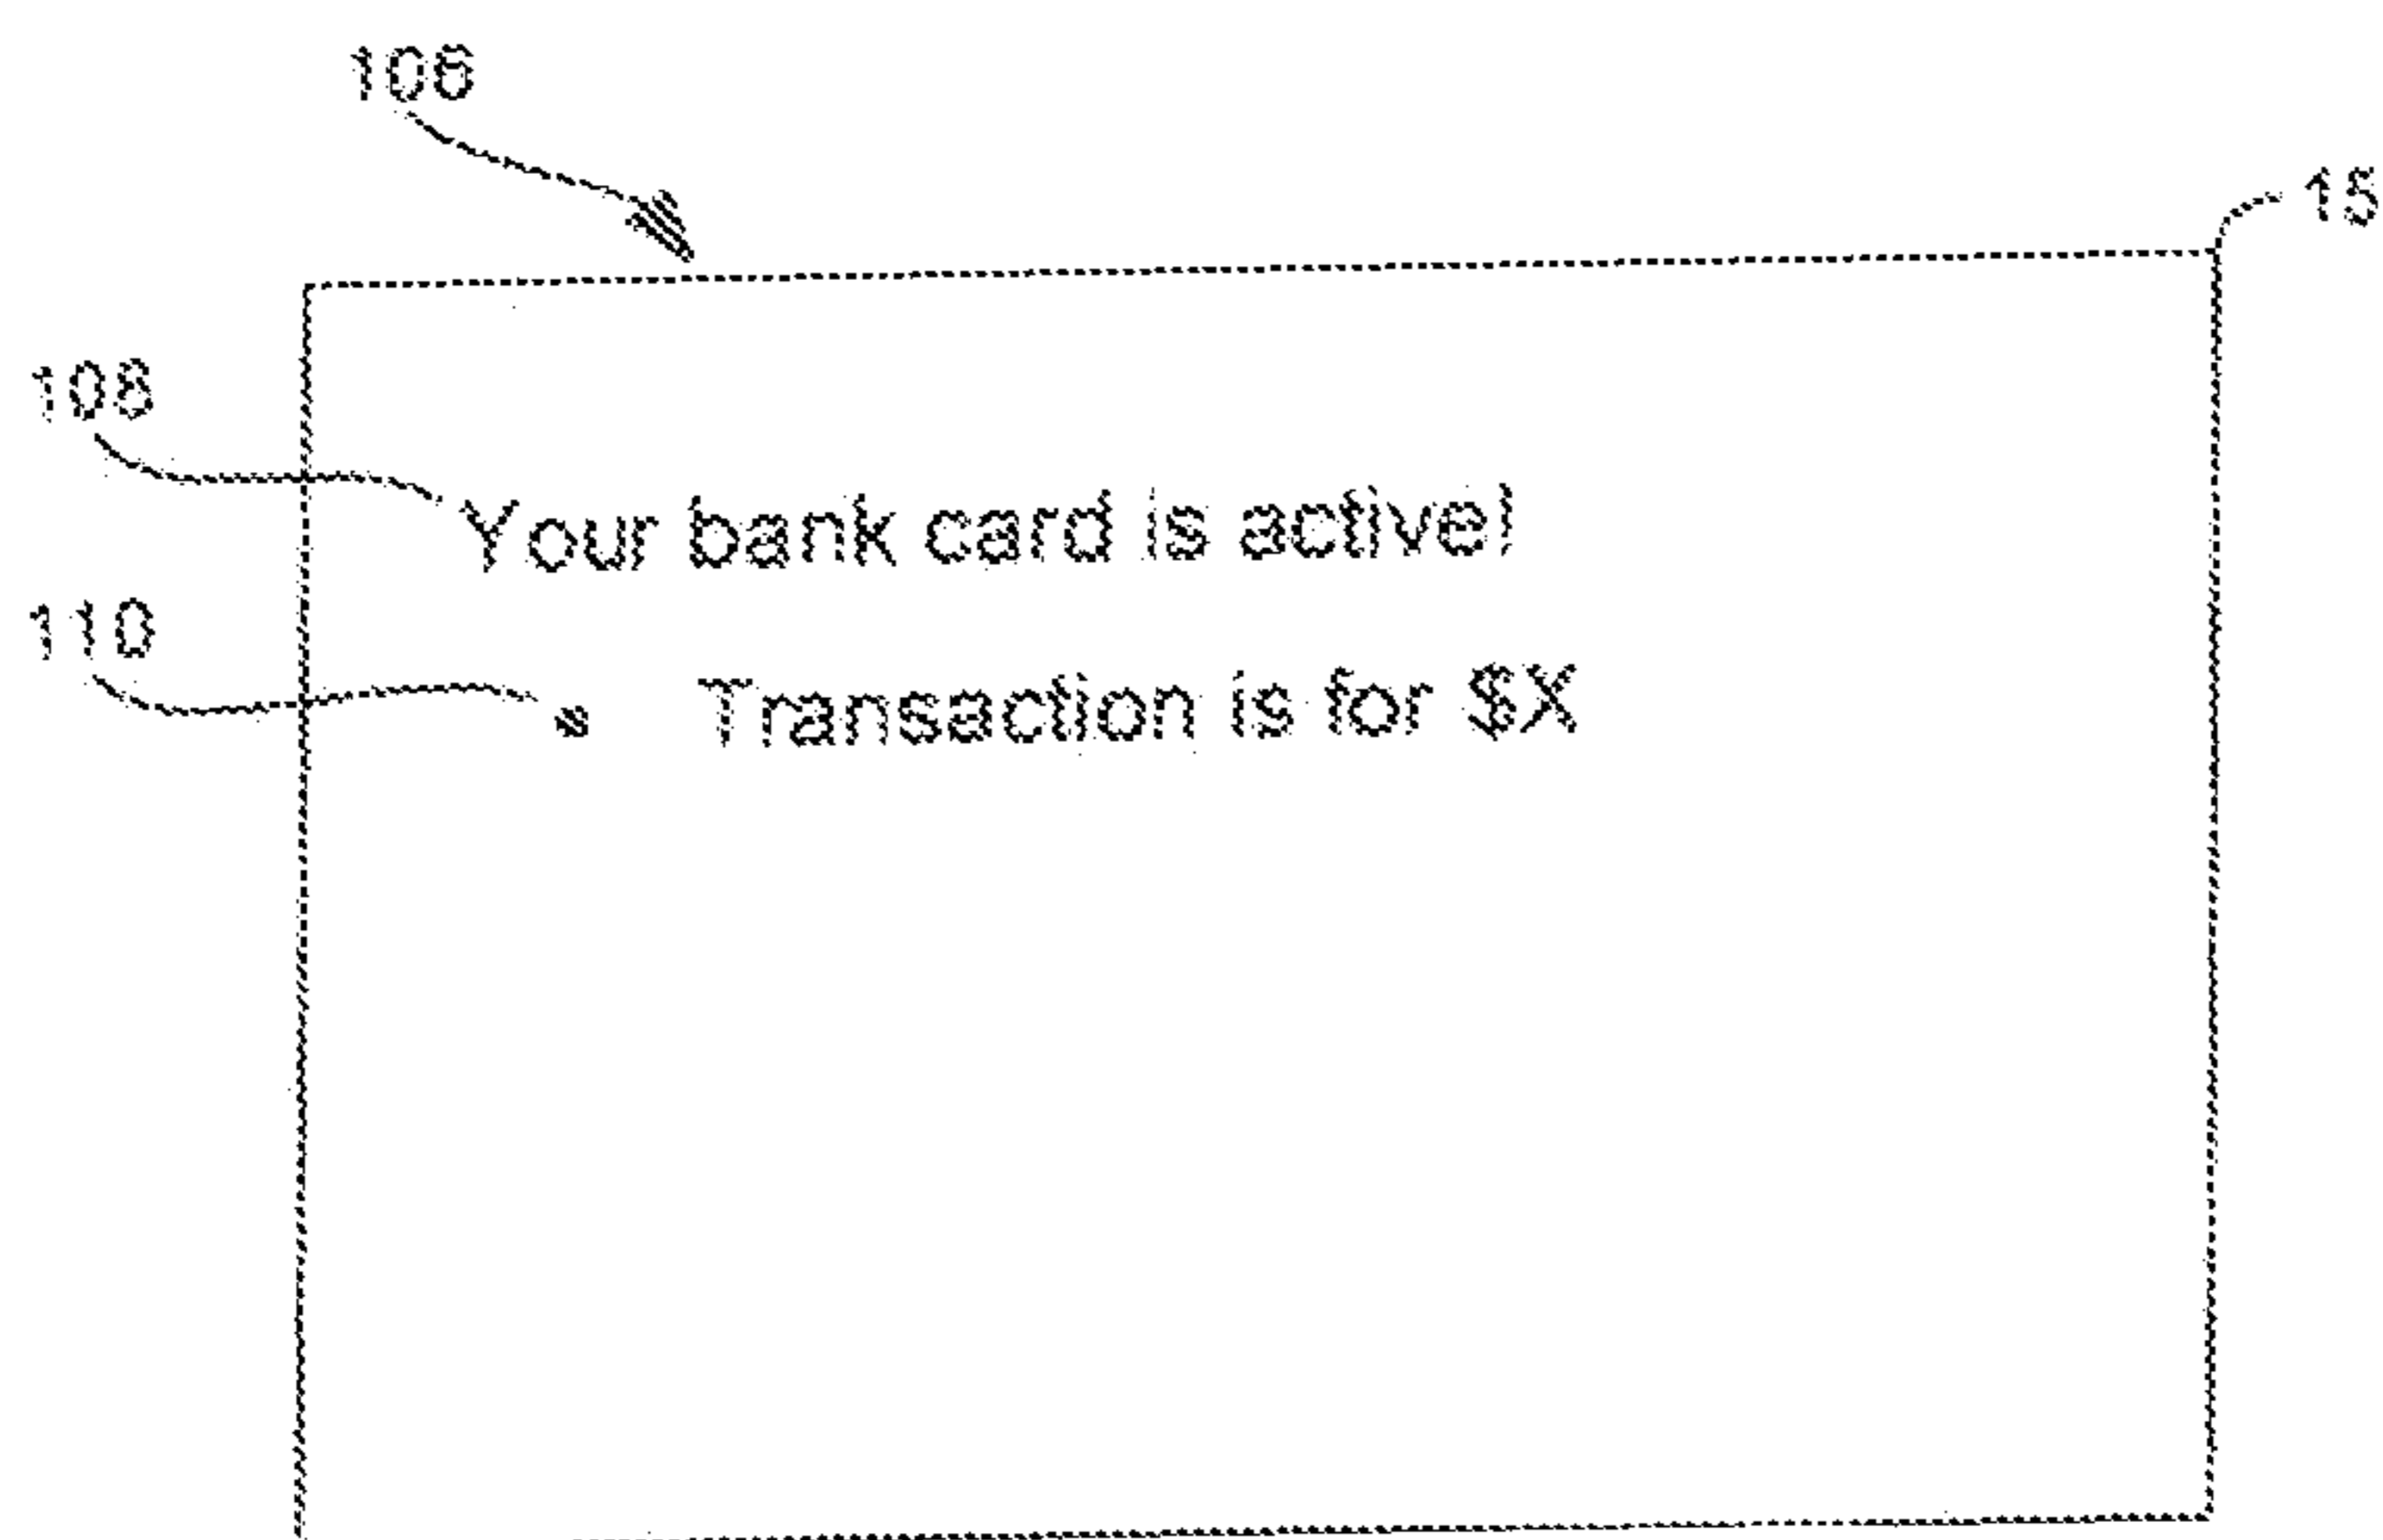 106
15
108
Your bank card is active!
110
• Transaction is for $X